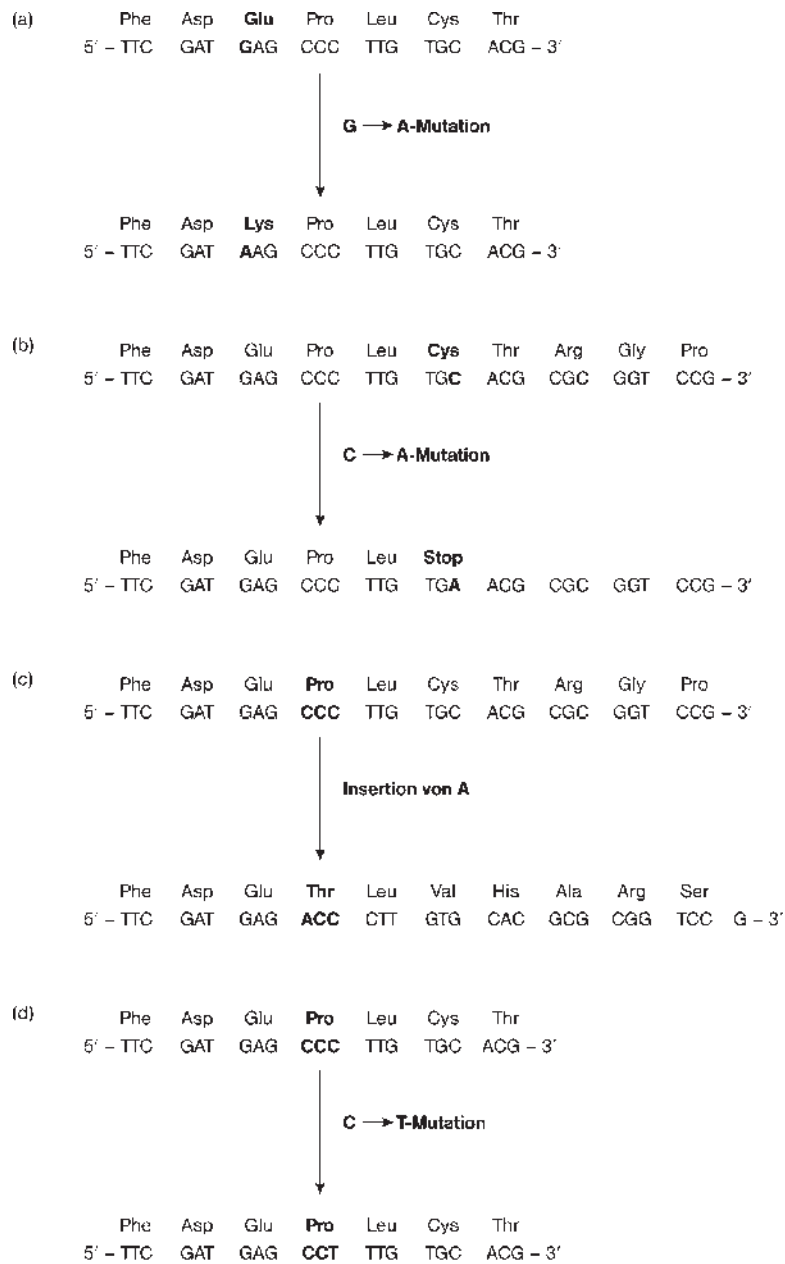 (a) Phe Asp Glu Pro Leu Cys Thr
5′ – TTC GAT GAG CCC TTG TGC ACG – 3′
G → A-Mutation
Phe Asp Lys Pro Leu Cys Thr
5′ – TTC GAT AAG CCC TTG TGC ACG – 3′
(b) Phe Asp Glu Pro Leu Cys Thr Arg Gly Pro
5′ – TTC GAT GAG CCC TTG TGC ACG CGC GGT CCG – 3′
C → A-Mutation
Phe Asp Glu Pro Leu Stop
5′ – TTC GAT GAG CCC TTG TGA ACG CGC GGT CCG – 3′
(c) Phe Asp Glu Pro Leu Cys Thr Arg Gly Pro
5′ – TTC GAT GAG CCC TTG TGC ACG CGC GGT CCG – 3′
Insertion von A
Phe Asp Glu Thr Leu Val His Ala Arg Ser
5′ – TTC GAT GAG ACC CTT GTG CAC GCG CGG TCC G – 3′
(d) Phe Asp Glu Pro Leu Cys Thr
5′ – TTC GAT GAG CCC TTG TGC ACG – 3′
C → T-Mutation
Phe Asp Glu Pro Leu Cys Thr
5′ – TTC GAT GAG CCT TTG TGC ACG – 3′